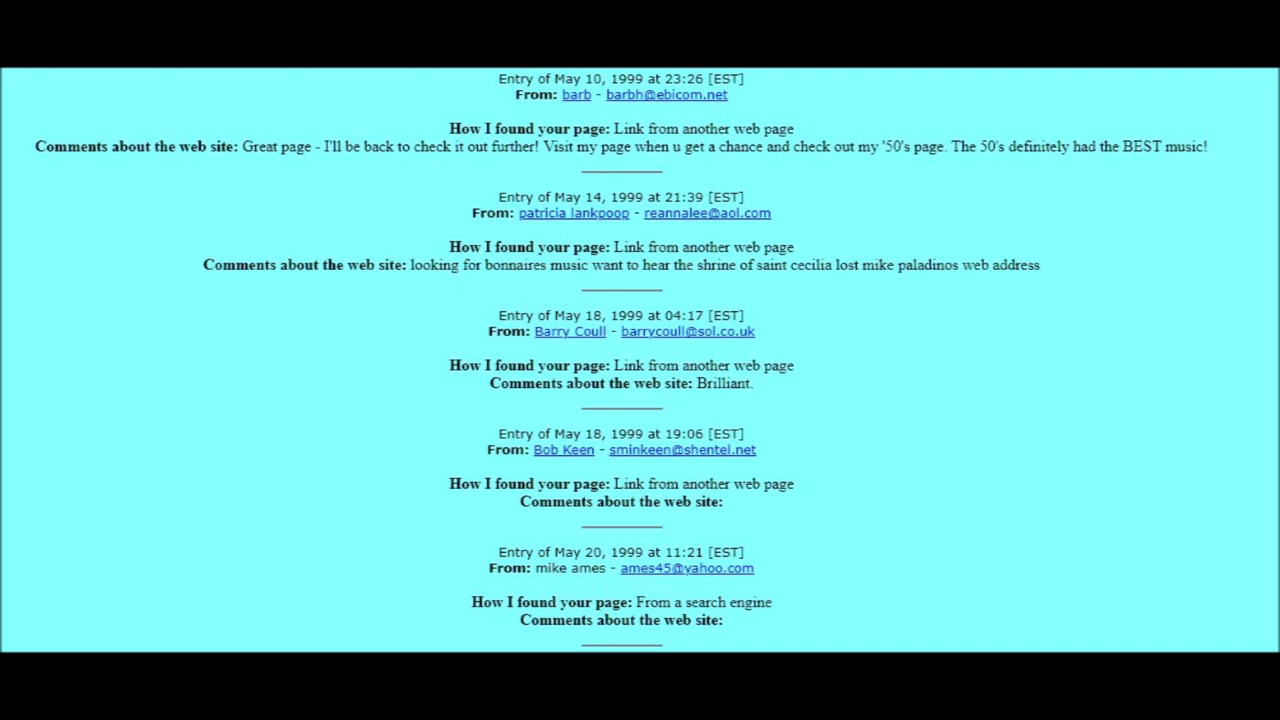 Entry of May 10, 1999 at 23:26 [EST]
From: barb - barbh@ebicom.net
How I found your page: Link from another web page
Comments about the web site: Great page - I'll be back to check it out further! Visit my page when u get a chance and check out my '50's page. The 50's definitely had the BEST music!
Entry of May 14, 1999 at 21:39 [EST]
From: patricia lankpoop - reannalee@aol.com
How I found your page: Link from another web page
Comments about the web site: looking for bonnaires music want to hear the shrine of saint cecilia lost mike paladinos web address
Entry of May 18, 1999 at 04:17 [EST]
From: Barry Coull - barrycoull@sol.co.uk
How I found your page: Link from another web page
Comments about the web site: Brilliant.
Entry of May 18, 1999 at 19:06 [EST]
From: Bob Keen - sminkeen@shentel.net
How I found your page: Link from another web page
Comments about the web site:
Entry of May 20, 1999 at 11:21 [EST]
From: mike ames - ames45@yahoo.com
How I found your page: From a search engine
Comments about the web site: